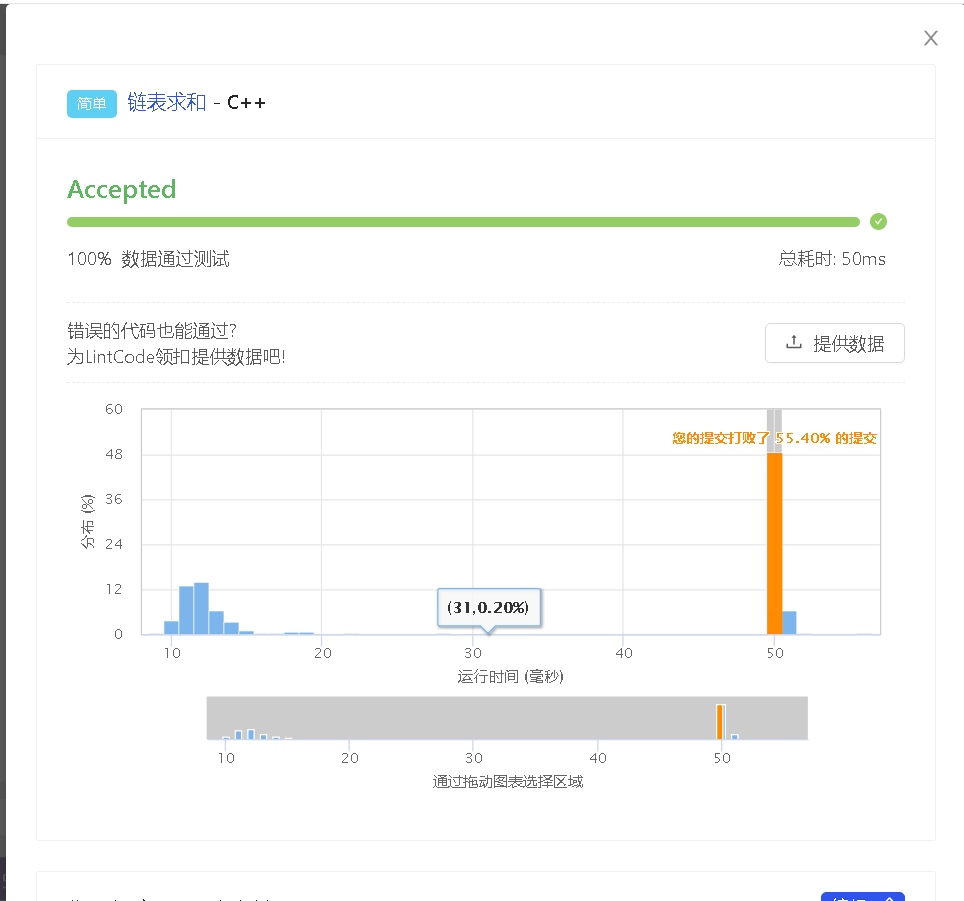 简单 链表求和 - C++
Accepted
100% 数据通过测试
总耗时: 50ms
错误的代码也能通过?
为LintCode领扣提供数据吧!
提供数据
60
48
36
24
12
0
分布 (%)
您的提交打败了 55.40% 的提交
(31,0.20%)
10 20 30 40 50
运行时间 (毫秒)
10 20 30 40 50
通过拖动图表选择区域